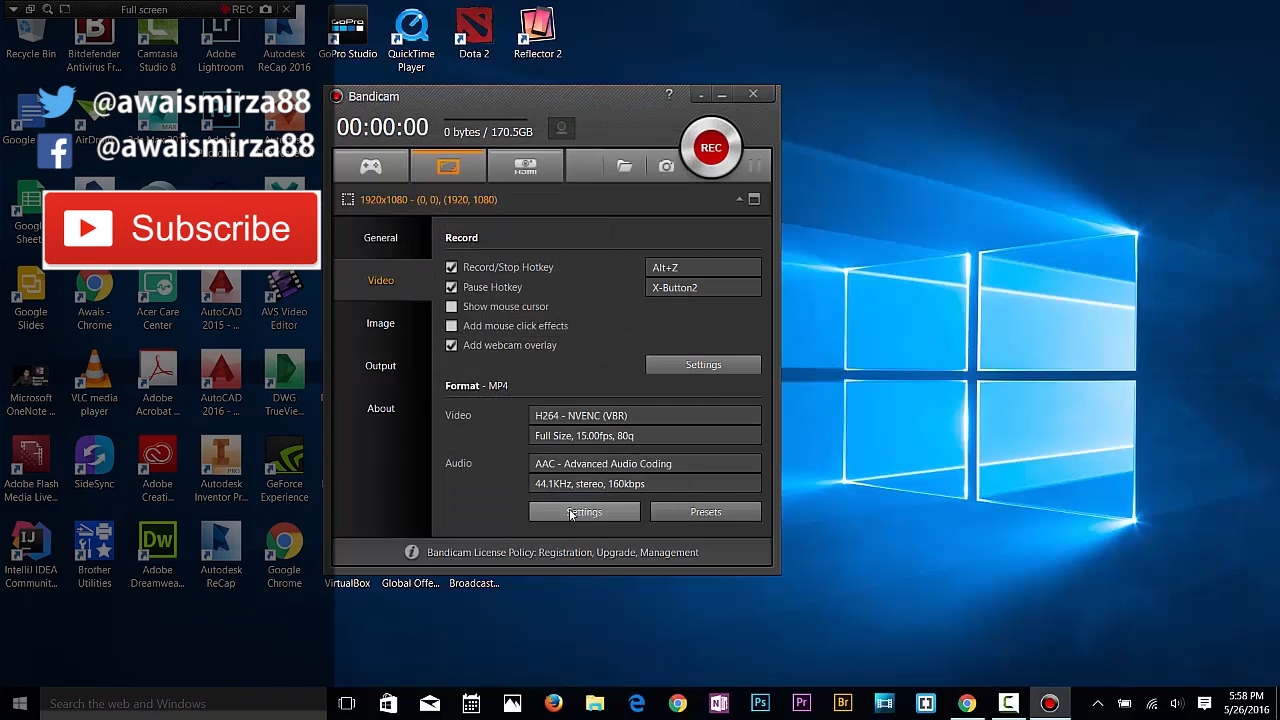 Full screen
REC
Recycle Bin
Bitdefender Antivirus Fr...
Camtasia Studio 8
Adobe Lightroom
Autodesk ReCap 2016
GoPro Studio
QuickTime Player
Dota 2
Reflector 2
@awaismirza88
@awaismirza88
Subscribe
Google Slides
Awais - Chrome
Acer Care Center
AutoCAD 2015 - ...
AVS Video Editor
Microsoft OneNote ...
VLC media player
Adobe Acrobat ...
AutoCAD 2016 - ...
DWG TrueVie...
Adobe Flash Media Live...
SideSync
Adobe Creati...
Autodesk Inventor Pr...
GeForce Experience
IntelliJ IDEA Communit...
Brother Utilities
Adobe Dreamwea...
Autodesk ReCap
Google Chrome
VirtualBox
Global Offe...
Broadcast...
Bandicam
?
00:00:00
0 bytes / 170.5GB
REC
HDMI
1920x1080 - (0, 0), (1920, 1080)
General
Video
Image
Output
About
Record
Record/Stop Hotkey
Alt+Z
Pause Hotkey
X-Button2
Show mouse cursor
Add mouse click effects
Add webcam overlay
Settings
Format - MP4
Video
H264 - NVENC (VBR)
Full Size, 15.00fps, 80q
Audio
AAC - Advanced Audio Coding
44.1KHz, stereo, 160kbps
Settings
Presets
Bandicam License Policy: Registration, Upgrade, Management
Search the web and Windows
Ps
Pr
Br
5:58 PM
5/26/2016